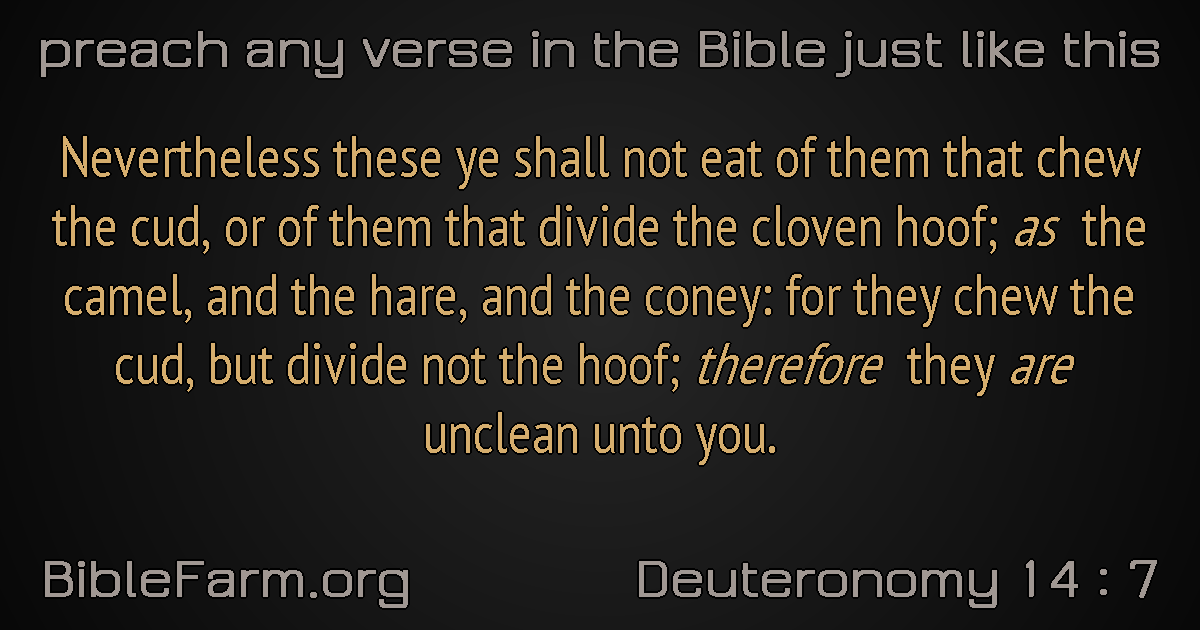 preach any verse in the Bible just like this
Nevertheless these ye shall not eat of them that chew
the cud, or of them that divide the cloven hoof; as the
camel, and the hare, and the coney: for they chew the
cud, but divide not the hoof; therefore they are
unclean unto you.
BibleFarm.org
Deuteronomy 14 : 7